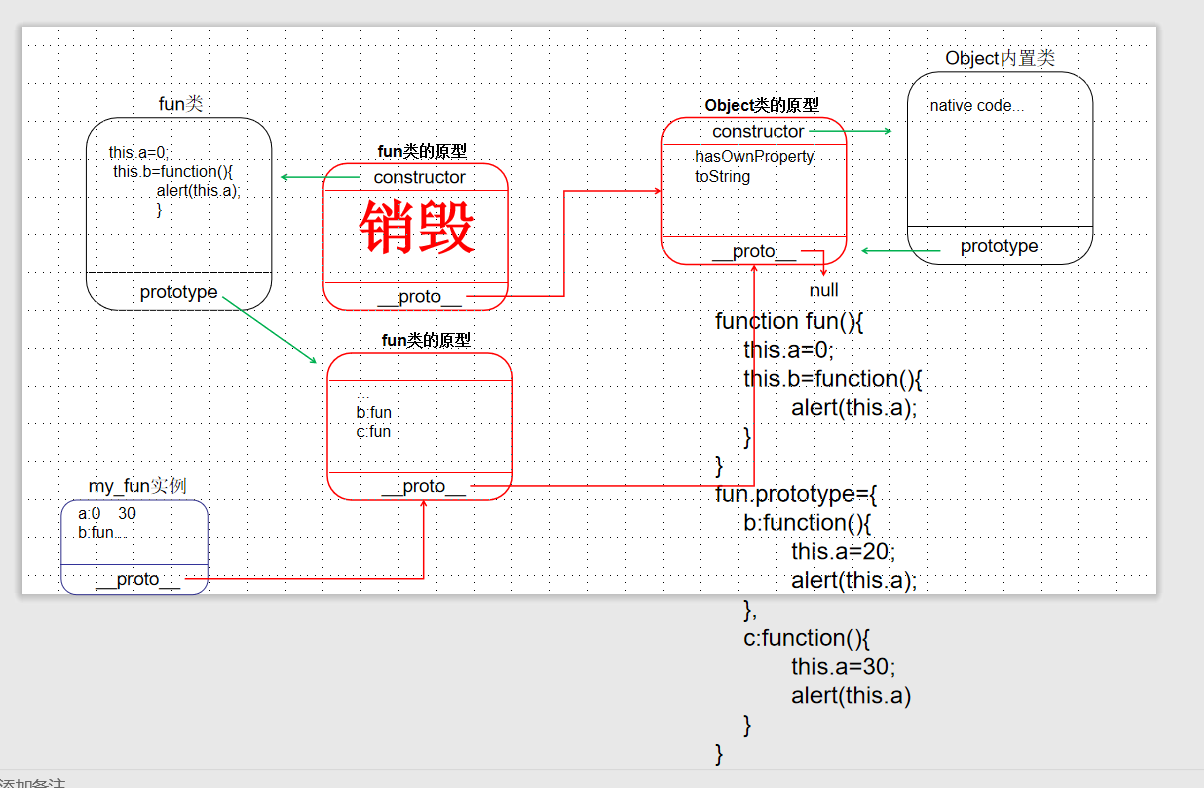 Object内置类
native code...
prototype
Object类的原型
constructor
hasOwnProperty
toString
__proto__
null
fun类
this.a=0;
this.b=function(){
alert(this.a);
}
prototype
fun类的原型
constructor
销毁
__proto__
fun类的原型
...
b:fun
c:fun
__proto__
my_fun实例
a:0 30
b:fun....
__proto__
function fun(){
this.a=0;
this.b=function(){
alert(this.a);
}
}
fun.prototype={
b:function(){
this.a=20;
alert(this.a);
},
c:function(){
this.a=30;
alert(this.a)
}
}
添加备注